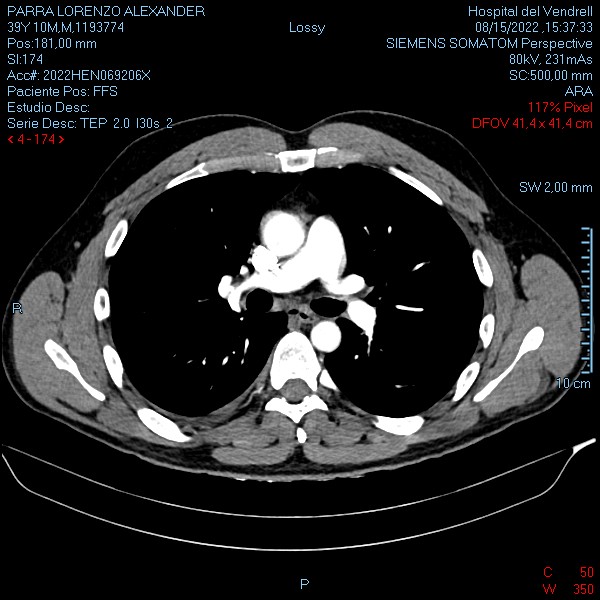 PARRA LORENZO ALEXANDER
39Y 10M,M,1193774
Pos:181,00 mm
SI:174
Acc#: 2022HEN069206X
Paciente Pos: FFS
Estudio Desc:
Serie Desc: TEP 2.0 I30s 2
< 4 - 174 >
Lossy
Hospital del Vendrell
08/15/2022 ,15:37:33
SIEMENS SOMATOM Perspective
80kV, 231mAs
SC:500,00 mm
ARA
117% Pixel
DFOV 41,4 x 41,4 cm
SW 2,00 mm
R
10 cm
P
C 50
W 350